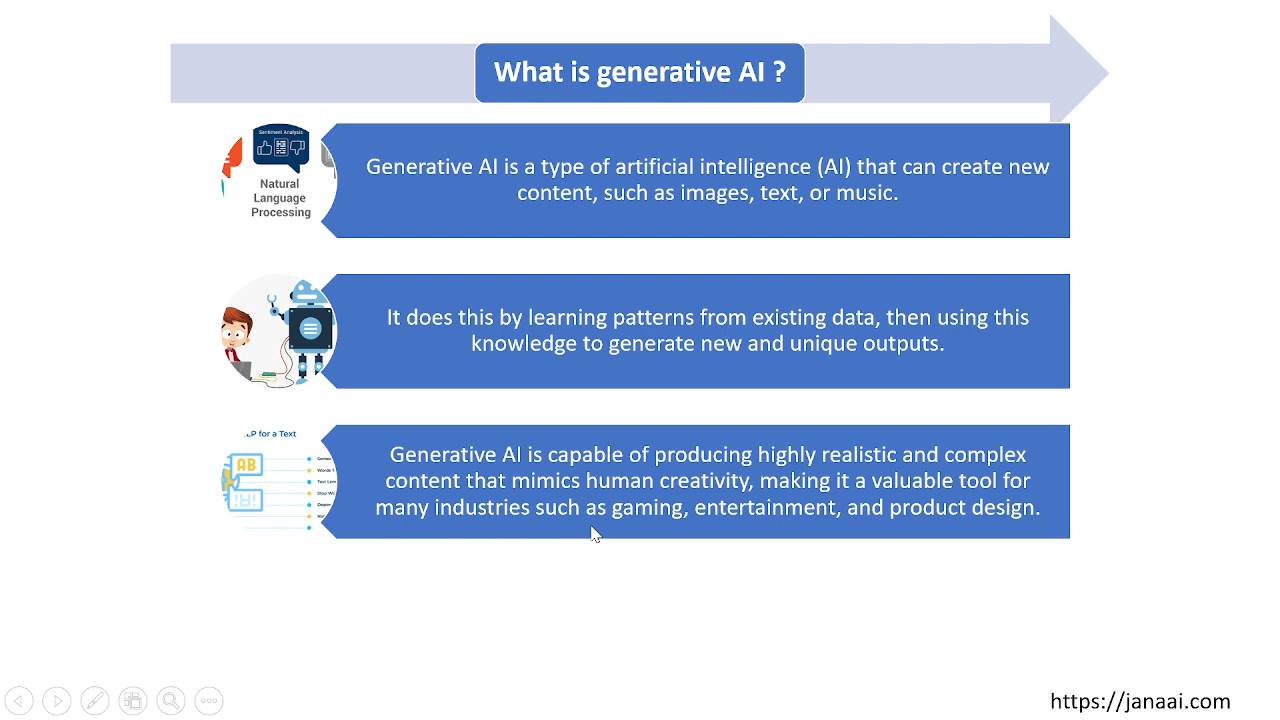 What is generative AI ?
Sentiment Analysis
Natural
Language
Processing
Generative AI is a type of artificial intelligence (AI) that can create new
content, such as images, text, or music.
It does this by learning patterns from existing data, then using this
knowledge to generate new and unique outputs.
LP for a Text
AB
Generative AI is capable of producing highly realistic and complex
content that mimics human creativity, making it a valuable tool for
many industries such as gaming, entertainment, and product design.
https://janaai.com